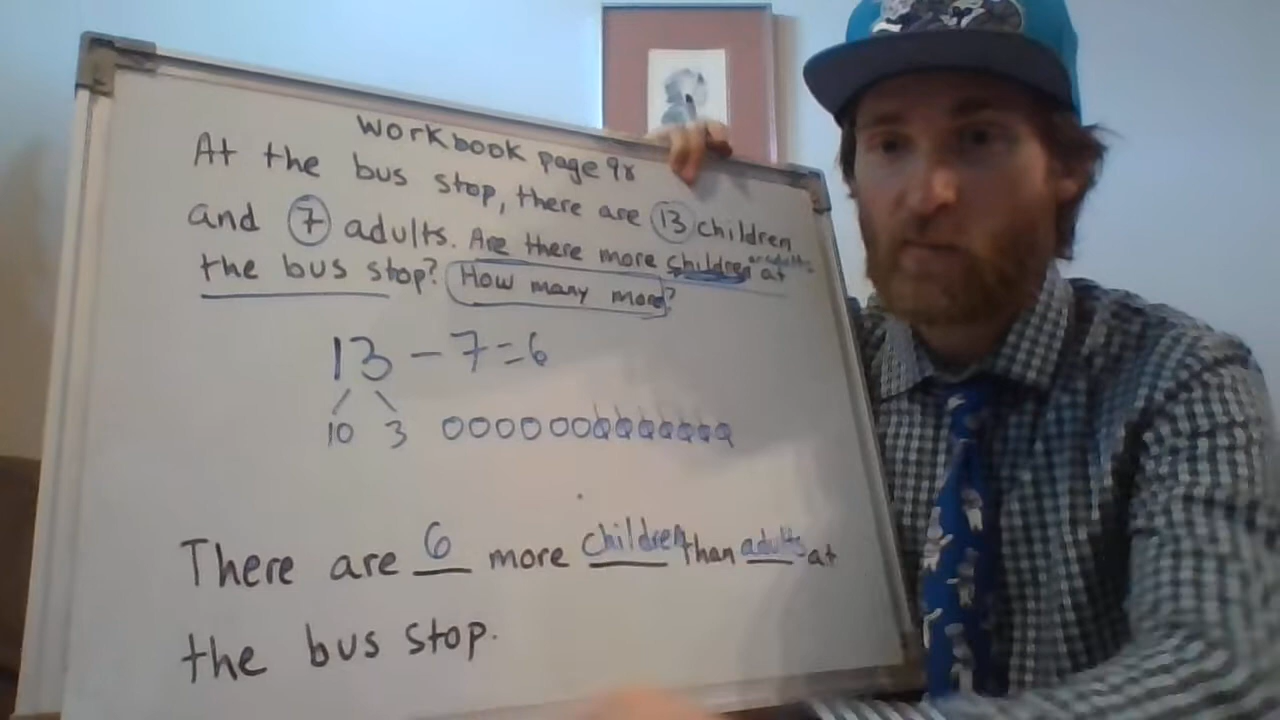 Workbook page 98
At the bus stop, there are 13 children
and 7 adults. Are there more children or adults at
the bus stop? How many more?
13 - 7 = 6
10 3
There are 6 more children than adults at
the bus stop.